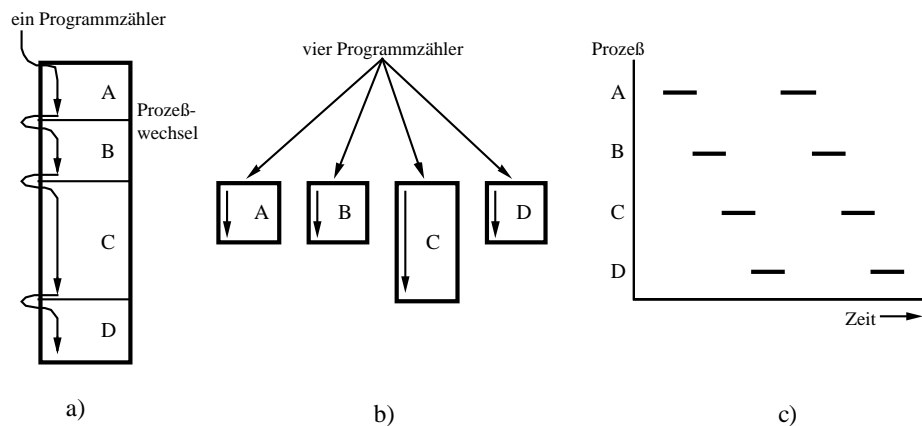 ein Programmzähler
A
Prozeß-
wechsel
B
C
D
a)
vier Programmzähler
A
B
C
D
b)
Prozeß
A
B
C
D
Zeit
c)